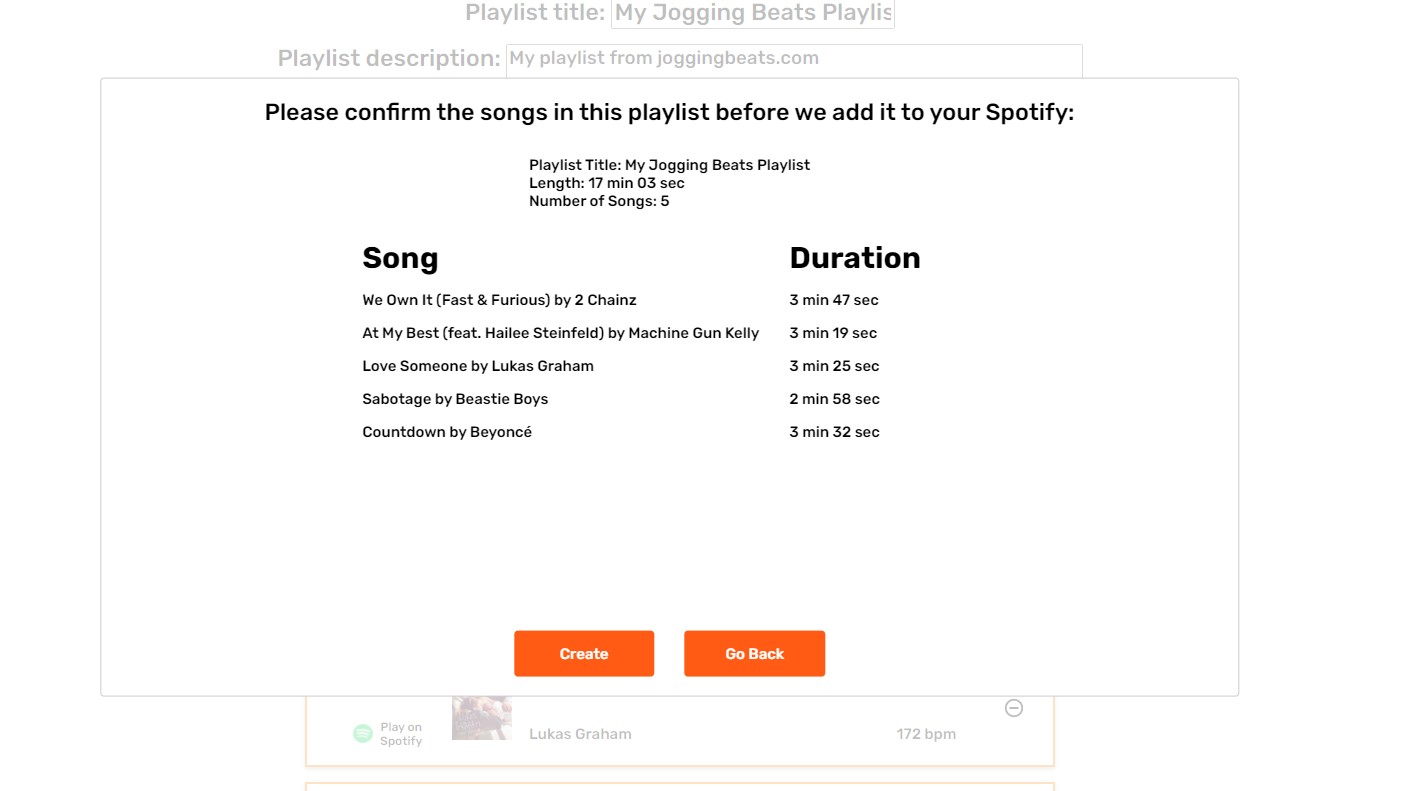 Playlist title: My Jogging Beats Playlis
Playlist description: My playlist from joggingbeats.com
Please confirm the songs in this playlist before we add it to your Spotify:
Playlist Title: My Jogging Beats Playlist
Length: 17 min 03 sec
Number of Songs: 5
Song Duration
We Own It (Fast & Furious) by 2 Chainz 3 min 47 sec
At My Best (feat. Hailee Steinfeld) by Machine Gun Kelly 3 min 19 sec
Love Someone by Lukas Graham 3 min 25 sec
Sabotage by Beastie Boys 2 min 58 sec
Countdown by Beyoncé 3 min 32 sec
Create Go Back
Play on
Spotify
Lukas Graham 172 bpm